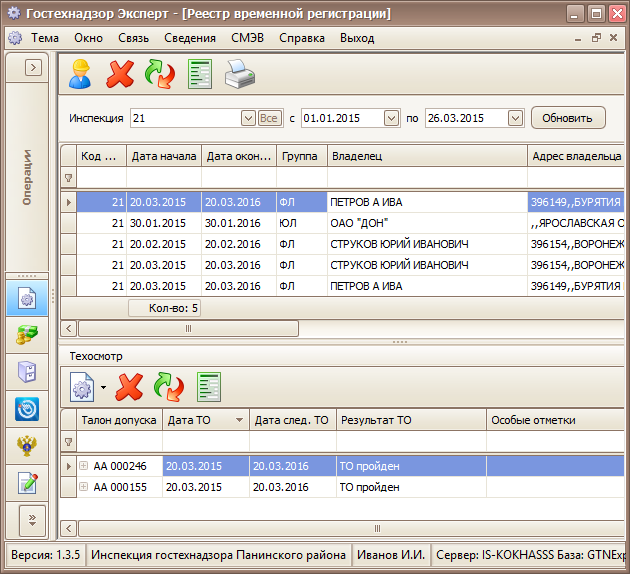 Гостехнадзор Эксперт - [Реестр временной регистрации]
Тема Окно Связь Сведения СМЭВ Справка Выход
Операции
Инспекция 21 Все с 01.01.2015 по 26.03.2015 Обновить
Код ... Дата начала Дата окон... Группа Владелец Адрес владельца
21 20.03.2015 20.03.2016 ФЛ ПЕТРОВ А ИВА 396149,,БУРЯТИЯ
21 30.01.2015 30.01.2016 ЮЛ ОАО "ДОН" ,,ЯРОСЛАВСКАЯ О
21 20.02.2015 20.02.2016 ФЛ СТРУКОВ ЮРИЙ ИВАНОВИЧ 396154,,ВОРОНЕЖ
21 20.03.2015 20.03.2016 ФЛ СТРУКОВ ЮРИЙ ИВАНОВИЧ 396154,,ВОРОНЕЖ
21 20.03.2015 20.03.2016 ФЛ ПЕТРОВ А ИВА 396149,,БУРЯТИЯ
Кол-во: 5
Техосмотр
Талон допуска Дата ТО Дата след. ТО Результат ТО Особые отметки
АА 000246 20.03.2015 20.03.2016 ТО пройден
АА 000155 20.03.2015 20.03.2016 ТО пройден
Версия: 1.3.5 Инспекция гостехнадзора Панинского района Иванов И.И. Сервер: IS-KOKHASSS База: GTNExp